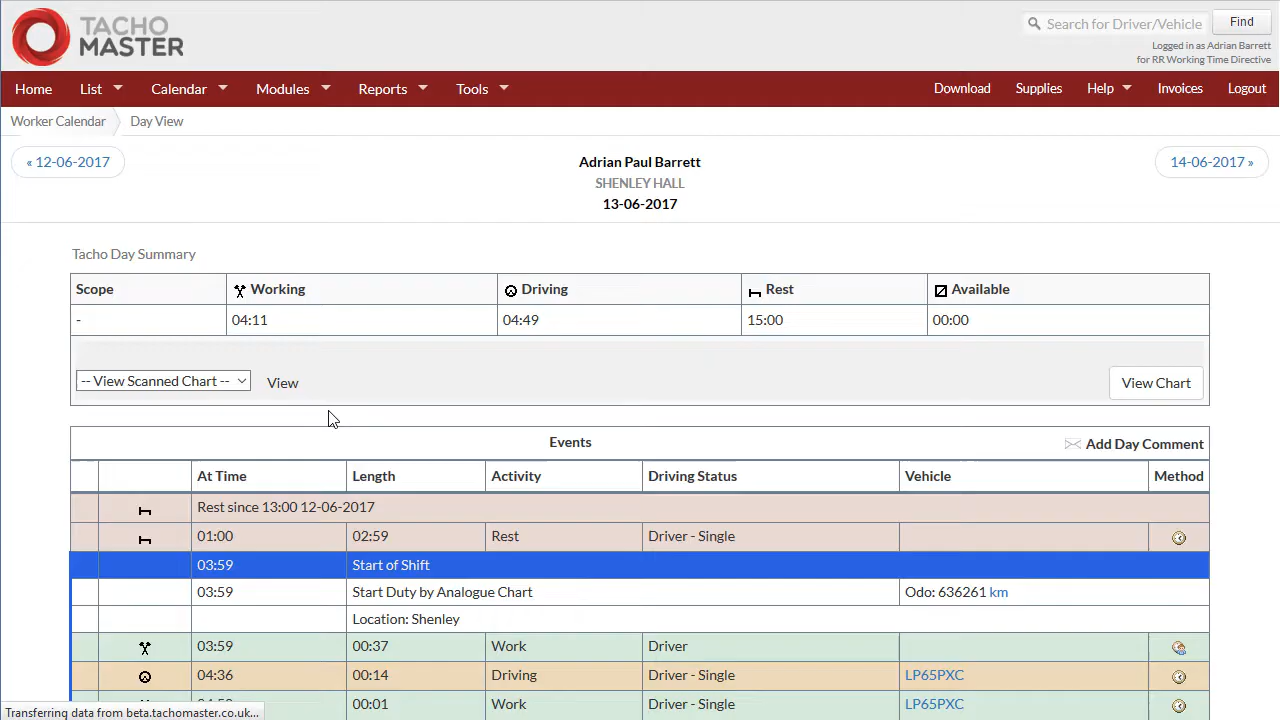 TACHO
MASTER
Search for Driver/Vehicle Find
Logged in as Adrian Barrett
for RR Working Time Directive
Home List Calendar Modules Reports Tools Download Supplies Help Invoices Logout
Worker Calendar Day View
« 12-06-2017 Adrian Paul Barrett 14-06-2017 »
SHENLEY HALL
13-06-2017
Tacho Day Summary
Scope Working Driving Rest Available
- 04:11 04:49 15:00 00:00
-- View Scanned Chart -- View View Chart
Events Add Day Comment
At Time Length Activity Driving Status Vehicle Method
Rest since 13:00 12-06-2017
01:00 02:59 Rest Driver - Single
03:59 Start of Shift
03:59 Start Duty by Analogue Chart Odo: 636261 km
Location: Shenley
03:59 00:37 Work Driver
04:36 00:14 Driving Driver - Single LP65PXC
00:01 Work Driver - Single LP65PXC
Transferring data from beta.tachomaster.co.uk...